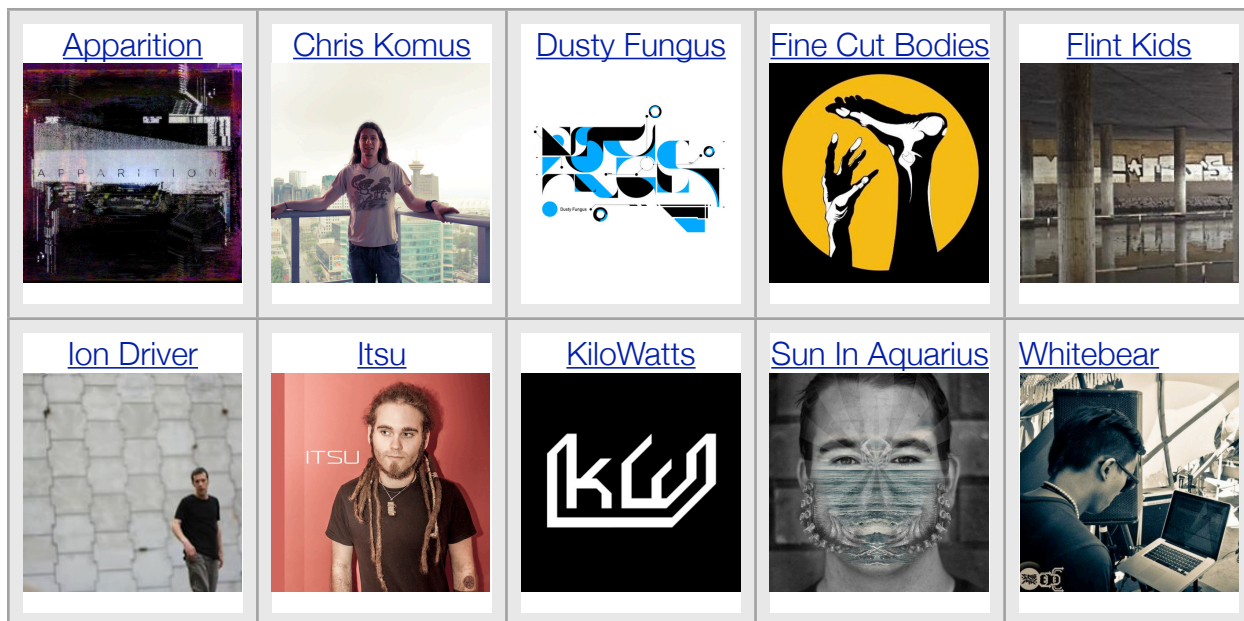 Apparition
Chris Komus
Dusty Fungus
Fine Cut Bodies
Flint Kids
APPARITION
Dusty Fungus
Ion Driver
Itsu
KiloWatts
Sun In Aquarius
Whitebear
ITSU
kW